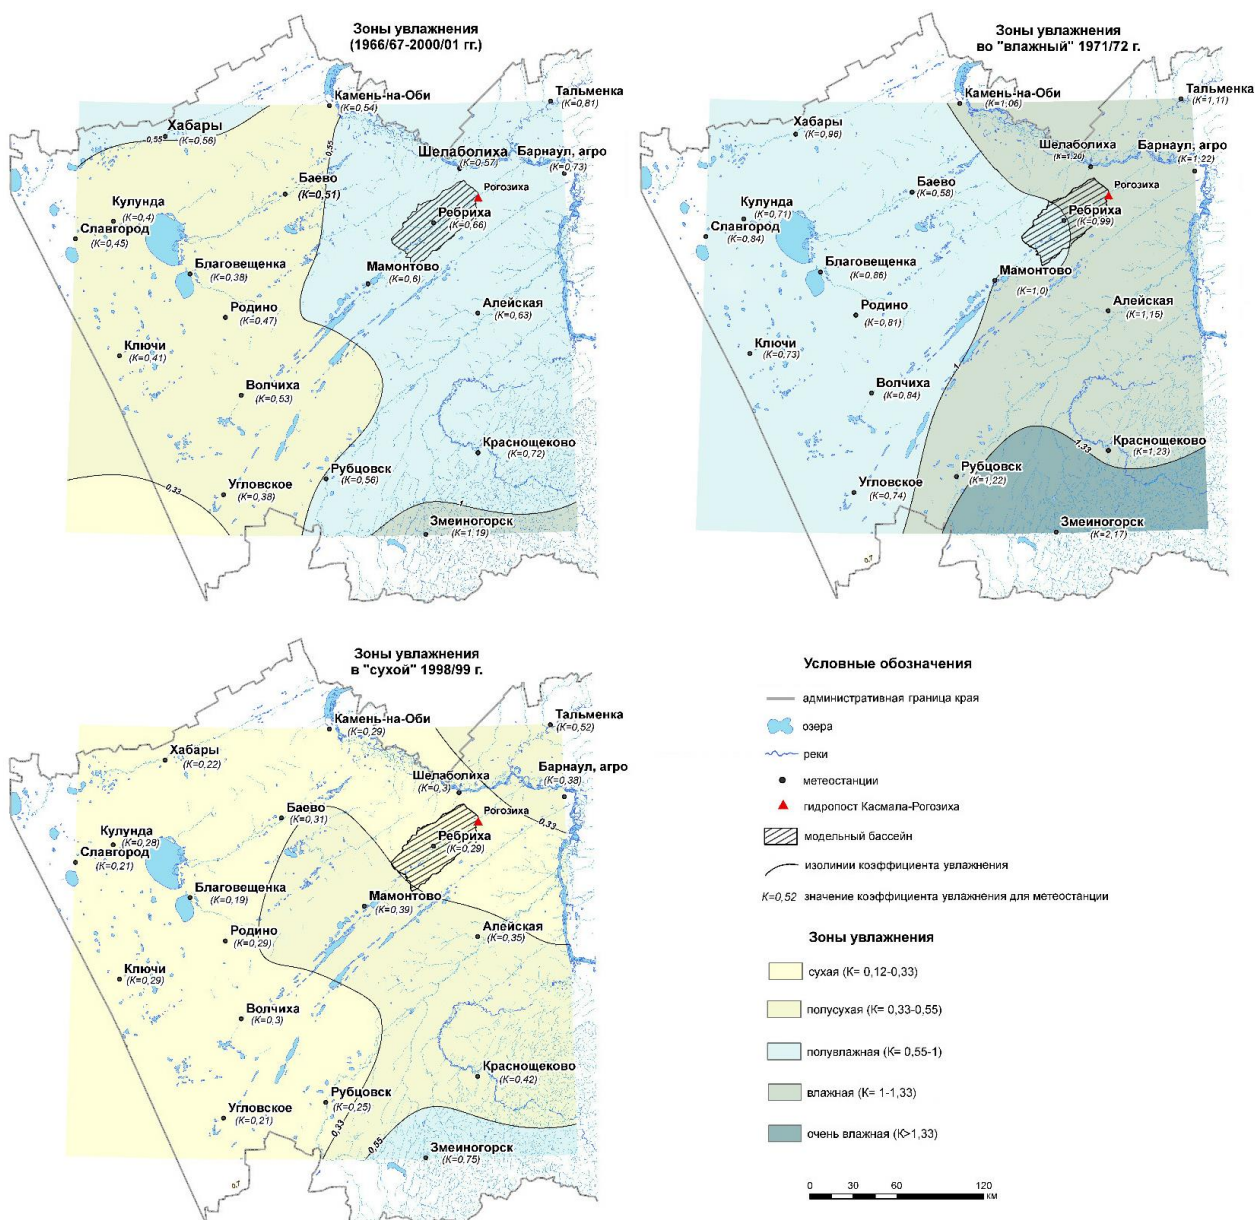 Зоны увлажнения
(1966/67-2000/01 гг.)
Тальменка
(K=0,81)
Камень-на-Оби
(K=0,54)
0,55
Хабары
(K=0,56)
0,55
Шелаболиха
(K=0,57)
Барнаул, агро
(K=0,73)
Баево
(K=0,51)
Рогозиха
Ребриха
(K=0,66)
Кулунда
(K=0,4)
Славгород
(K=0,45)
Благовещенка
(K=0,38)
Мамонтово
(K=0,6)
Родино
(K=0,47)
Алейская
(K=0,63)
Ключи
(K=0,41)
Волчиха
(K=0,53)
Краснощеково
(K=0,72)
Рубцовск
(K=0,56)
0,33
Угловское
(K=0,38)
1
Змеиногорск
(K=1,19)
Зоны увлажнения
во "влажный" 1971/72 г.
Тальменка
(K=1,11)
Камень-на-Оби
(K=1,06)
Хабары
(K=0,96)
Шелаболиха
(K=1,20)
Барнаул, агро
(K=1,22)
Баево
(K=0,58)
Рогозиха
Ребриха
(K=0,99)
Кулунда
(K=0,71)
Славгород
(K=0,84)
Благовещенка
(K=0,86)
Мамонтово
(K=1,0)
Родино
(K=0,81)
Алейская
(K=1,15)
Ключи
(K=0,73)
1
Волчиха
(K=0,84)
1,33
Краснощеково
(K=1,23)
Рубцовск
(K=1,22)
Угловское
(K=0,74)
Змеиногорск
(K=2,17)
0,7
Зоны увлажнения
в "сухой" 1998/99 г.
Тальменка
(K=0,52)
Камень-на-Оби
(K=0,29)
Хабары
(K=0,22)
Шелаболиха
(K=0,3)
Барнаул, агро
(K=0,38)
Баево
(K=0,31)
Рогозиха
0,33
Ребриха
(K=0,29)
Кулунда
(K=0,28)
Славгород
(K=0,21)
Благовещенка
(K=0,19)
Мамонтово
(K=0,39)
Родино
(K=0,29)
Алейская
(K=0,35)
Ключи
(K=0,29)
Волчиха
(K=0,3)
Краснощеково
(K=0,42)
Рубцовск
(K=0,25)
Угловское
(K=0,21)
0,33
0,55
Змеиногорск
(K=0,75)
0,7
Условные обозначения
административная граница края
озера
реки
метеостанции
гидропост Касмала-Рогозиха
модельный бассейн
изолинии коэффициента увлажнения
K=0,52 значение коэффициента увлажнения для метеостанции
Зоны увлажнения
сухая (K= 0,12-0,33)
полусухая (K= 0,33-0,55)
полувлажная (K= 0,55-1)
влажная (K= 1-1,33)
очень влажная (K>1,33)
0 30 60 120
км